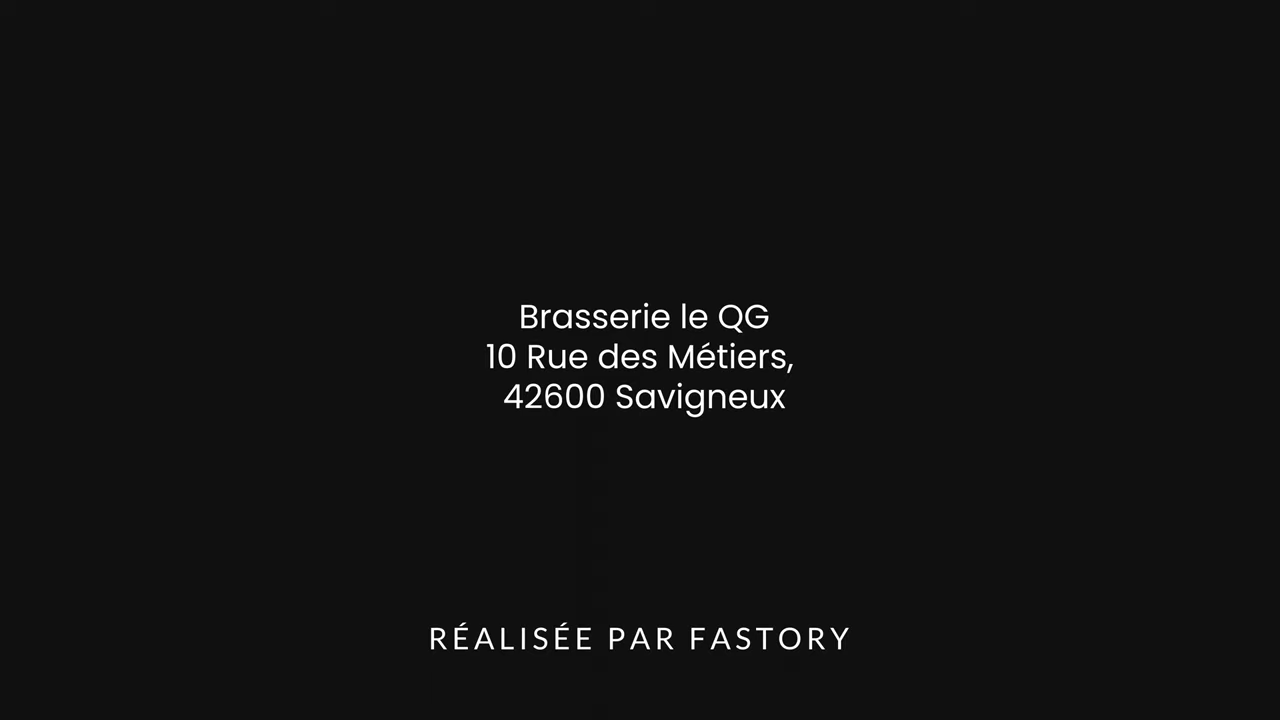 Brasserie le QG
10 Rue des Métiers,
42600 Savigneux
RÉALISÉE PAR FASTORY